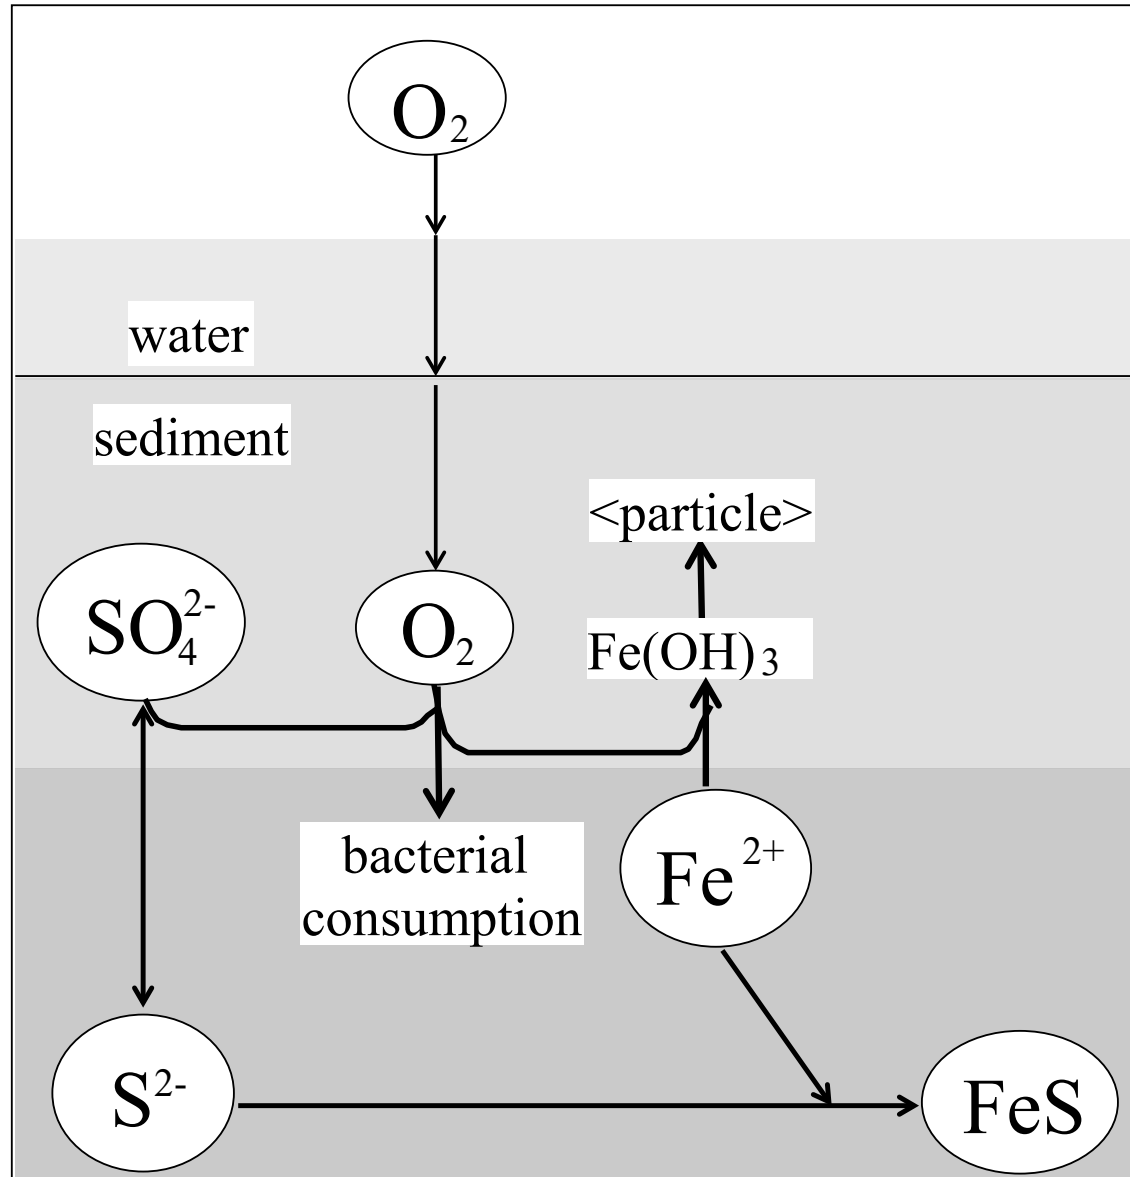 O₂
water
sediment
<particle>
SO₄²⁻
O₂
Fe(OH)₃
bacterial
consumption
Fe²⁺
S²⁻
FeS